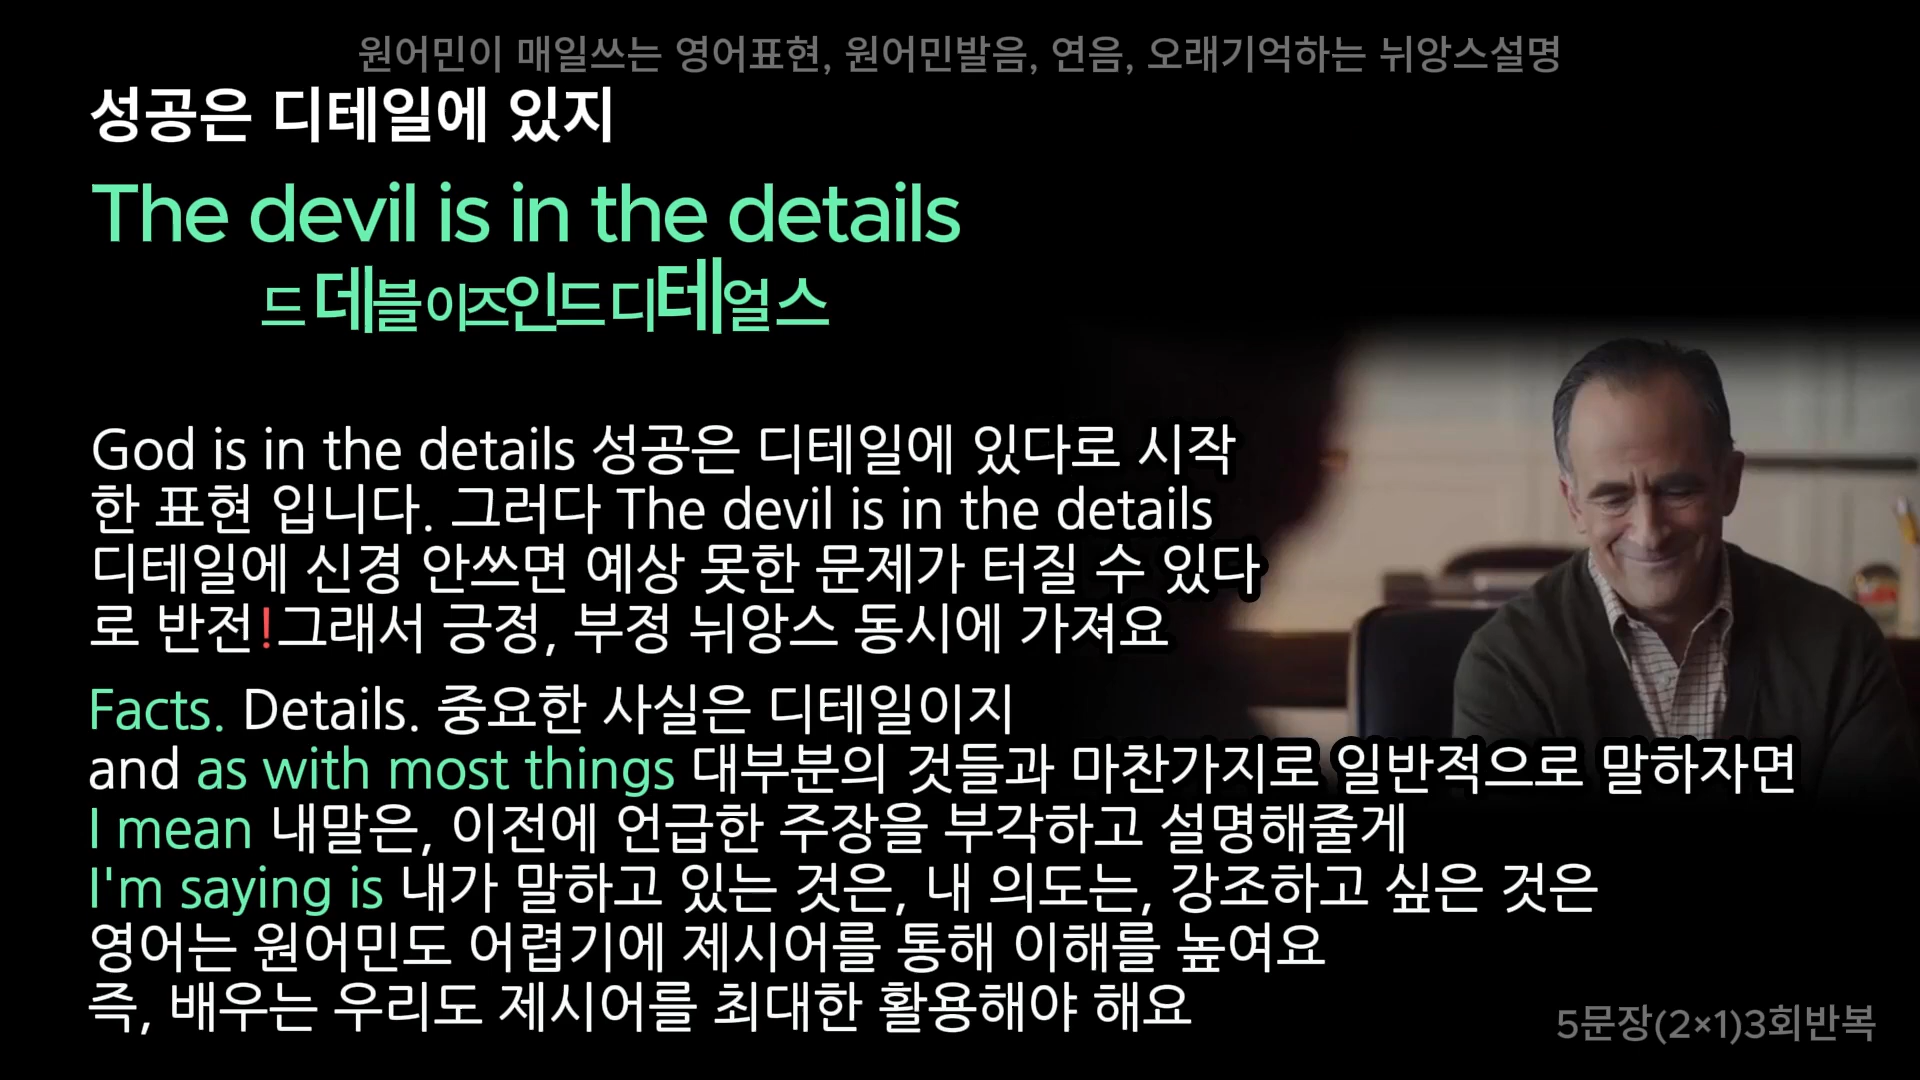 원어민이 매일쓰는 영어표현, 원어민발음, 연음, 오래기억하는 뉘앙스설명
성공은 디테일에 있지
The devil is in the details
드 데블 이즈인드 디테얼스
God is in the details 성공은 디테일에 있다로 시작
한 표현 입니다. 그러다 The devil is in the details
디테일에 신경 안쓰면 예상 못한 문제가 터질 수 있다
로 반전!그래서 긍정, 부정 뉘앙스 동시에 가져요
Facts. Details. 중요한 사실은 디테일이지
and as with most things 대부분의 것들과 마찬가지로 일반적으로 말하자면
I mean 내말은, 이전에 언급한 주장을 부각하고 설명해줄게
I'm saying is 내가 말하고 있는 것은, 내 의도는, 강조하고 싶은 것은
영어는 원어민도 어렵기에 제시어를 통해 이해를 높여요
즉, 배우는 우리도 제시어를 최대한 활용해야 해요
5문장(2×1)3회반복